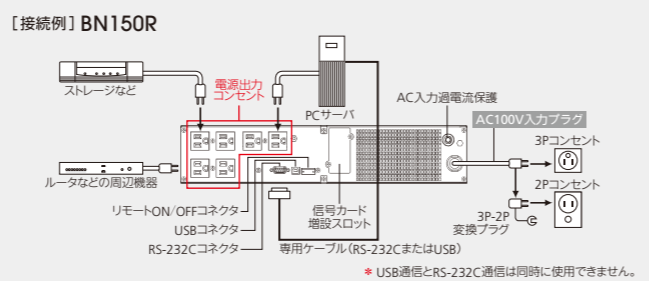 [接続例] BN150R
ストレージなど
電源出力
コンセント
PCサーバ
AC入力過電流保護
AC100V入力プラグ
3Pコンセント
ルータなどの周辺機器
2Pコンセント
リモートON/OFFコネクタ
USBコネクタ
RS-232Cコネクタ
信号カード
増設スロット
専用ケーブル(RS-232CまたはUSB)
3P-2P
変換プラグ
* USB通信とRS-232C通信は同時に使用できません。